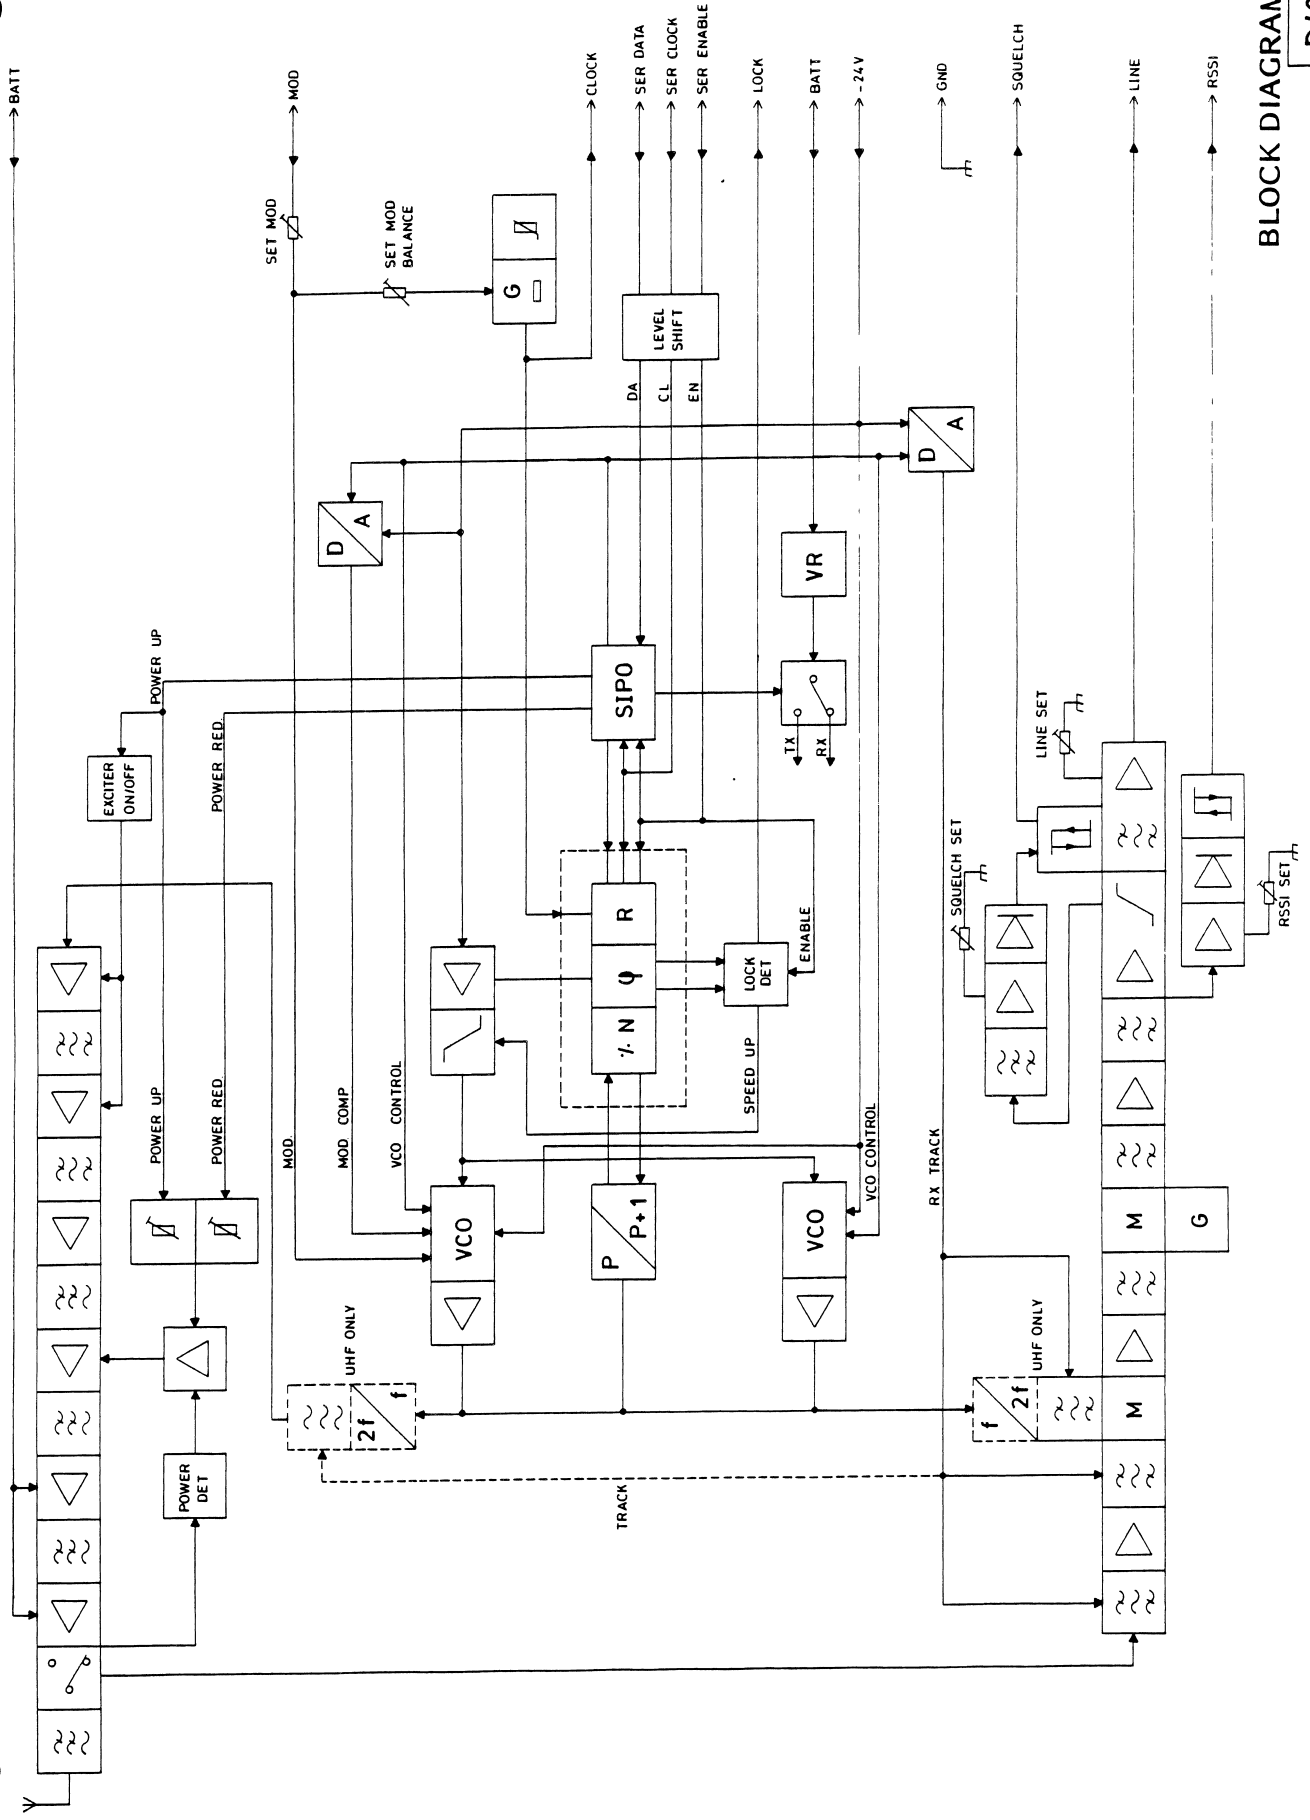 BATT
MOD
CLOCK
SER DATA
SER CLOCK
SER ENABLE
LOCK
BATT
-24V
GND
SQUELCH
LINE
RSSI
BLOCK DIAGRAM
SET MOD
SET MOD
BALANCE
G
LEVEL
SHIFT
DA
CL
EN
D
A
D
A
VR
SIPO
TX
RX
POWER UP
POWER RED.
EXCITER
ON/OFF
LINE SET
SQUELCH SET
RSSI SET
R
φ
% N
LOCK
DET
ENABLE
SPEED UP
POWER UP
POWER RED.
MOD.
MOD COMP
VCO CONTROL
VCO
P
P+1
VCO
VCO CONTROL
RX TRACK
M
G
UHF ONLY
2f
f
UHF ONLY
f
2f
M
POWER
DET
TRACK